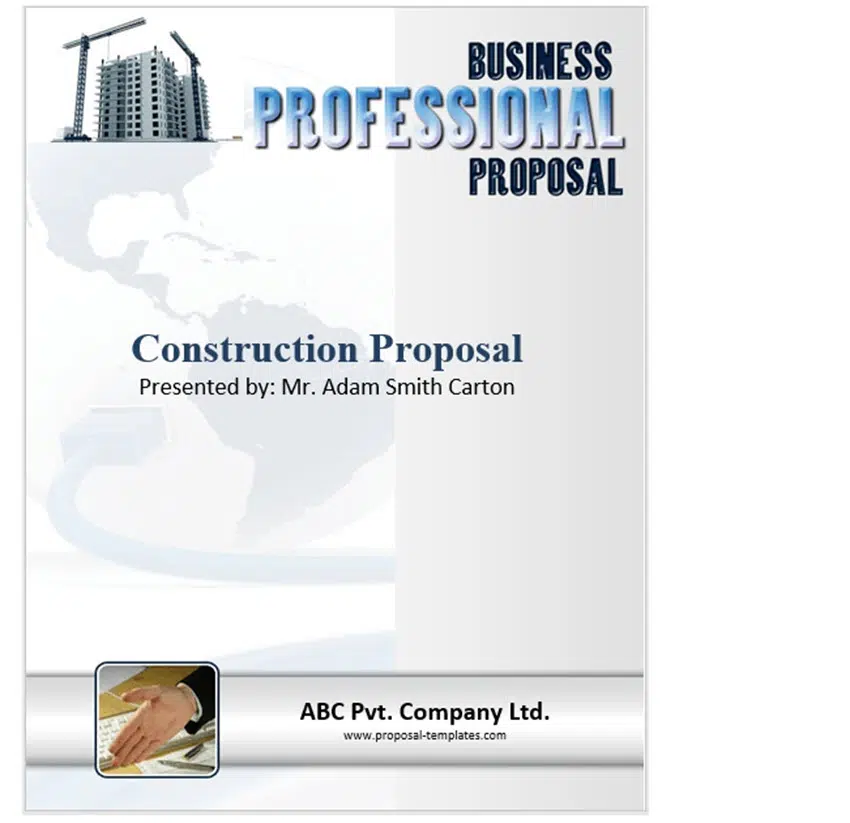 BUSINESS
PROFESSIONAL
PROPOSAL
Construction Proposal
Presented by: Mr. Adam Smith Carton
ABC Pvt. Company Ltd.
www.proposal-templates.com